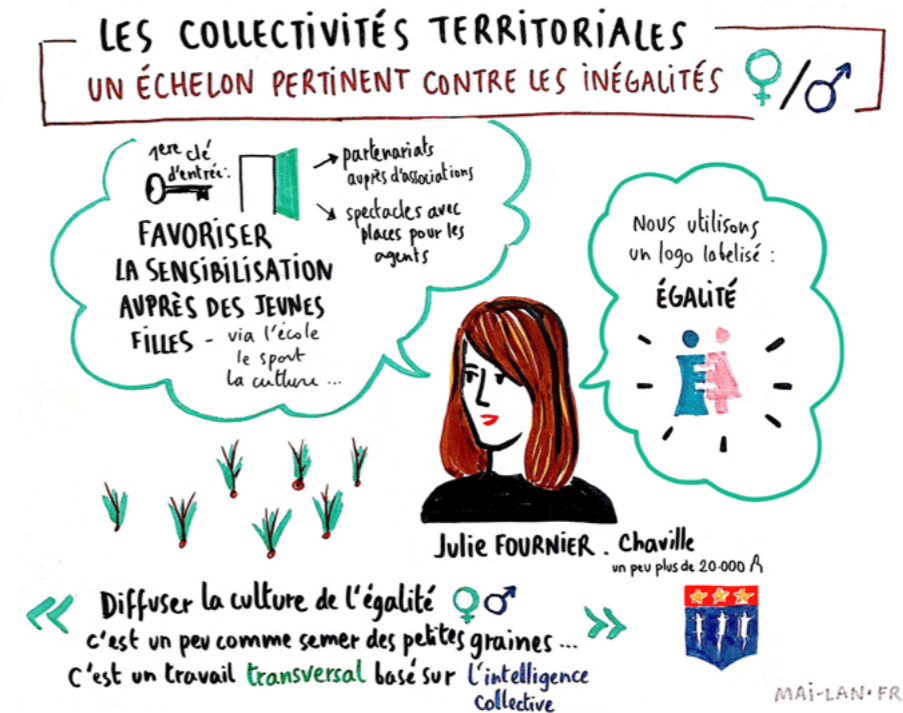 LES COLLECTIVITÉS TERRITORIALES
UN ÉCHELON PERTINENT CONTRE LES INÉGALITÉS ♀/♂
1ere clé
d'entrée:
FAVORISER
LA SENSIBILISATION
AUPRÈS DES JEUNES
FILLES - via l'école
le sport
la culture ...
→ partenariats
auprès d'associations
↘ spectacles avec
places pour les
agents
Nous utilisons
un logo labelisé :
ÉGALITÉ
Julie FOURNIER . Chaville
un peu plus de 20.000
« Diffuser la culture de l'égalité ♀♂ »
c'est un peu comme semer des petites graines ...
C'est un travail transversal basé sur l'intelligence
collective
MAI-LAN.FR